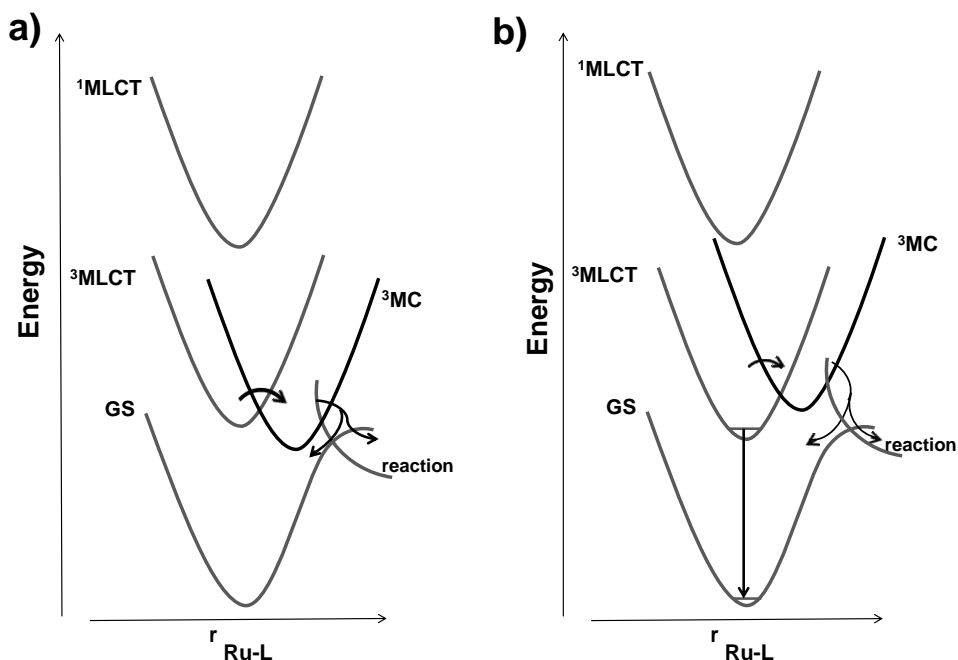 a)
¹MLCT
³MLCT
³MC
GS
reaction
Energy
r
Ru-L
b)
¹MLCT
³MC
³MLCT
GS
reaction
Energy
r
Ru-L